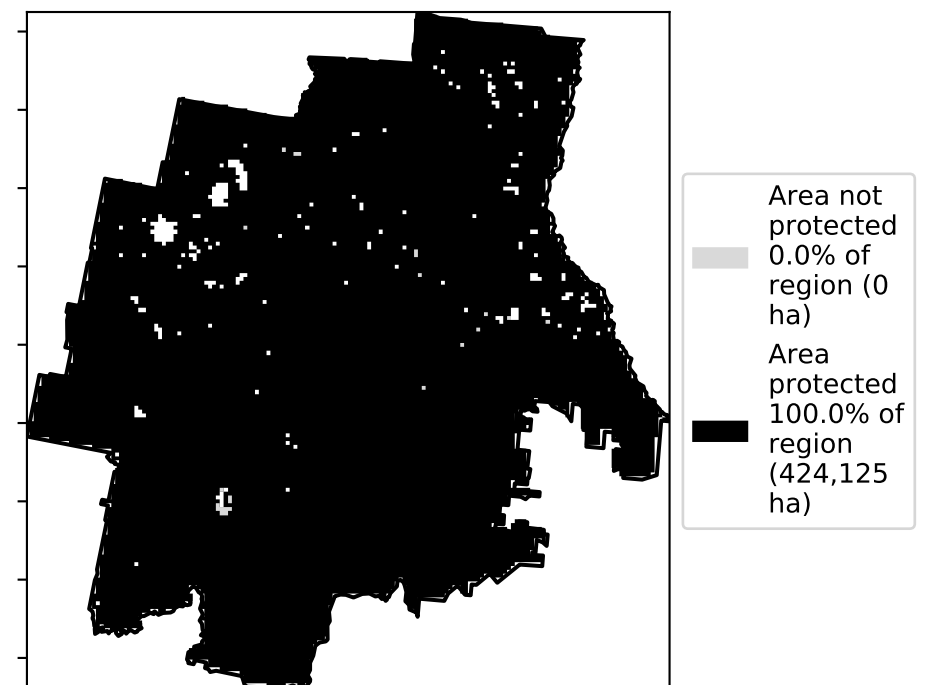 Area not
protected
0.0% of
region (0
ha)
Area
protected
100.0% of
region
(424,125
ha)